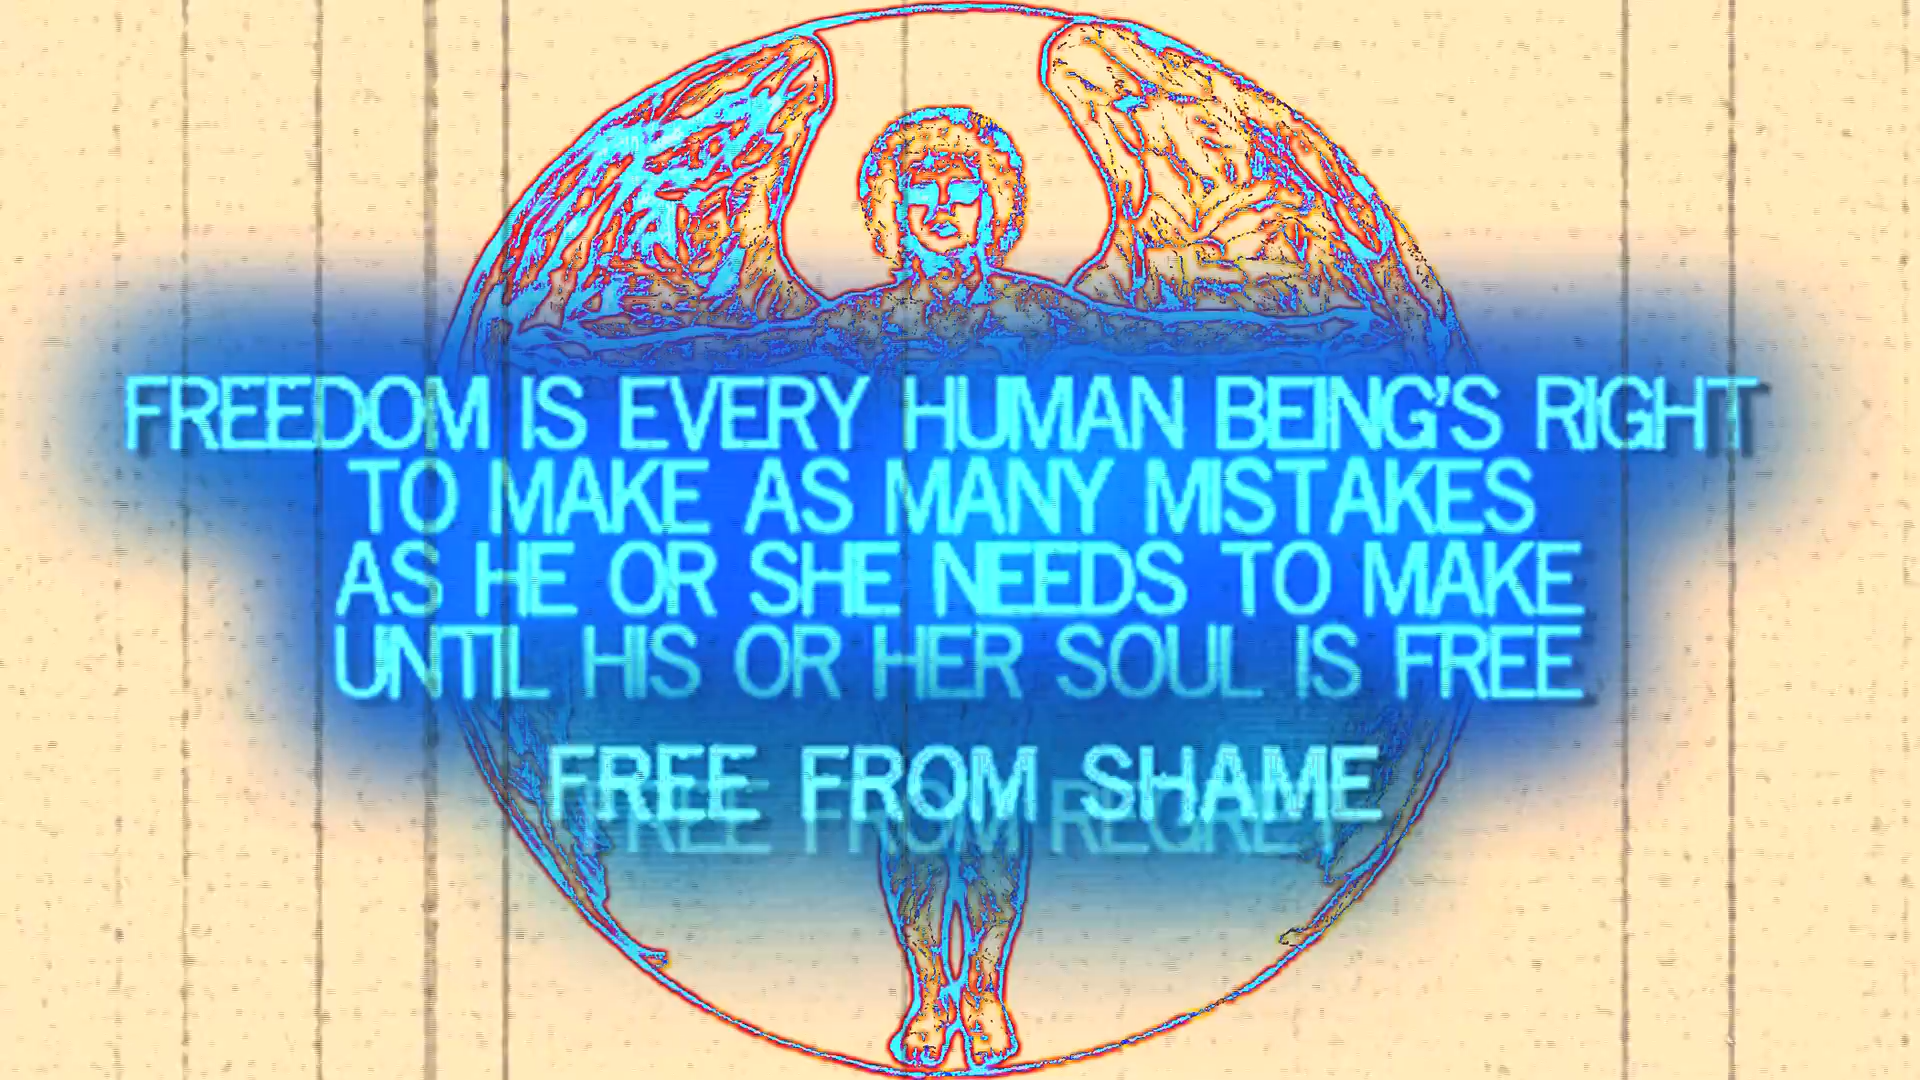 FREEDOM IS EVERY HUMAN BEING'S RIGHT
TO MAKE AS MANY MISTAKES
AS HE OR SHE NEEDS TO MAKE
UNTIL HIS OR HER SOUL IS FREE
FREE FROM SHAME
FREE FROM REGRET